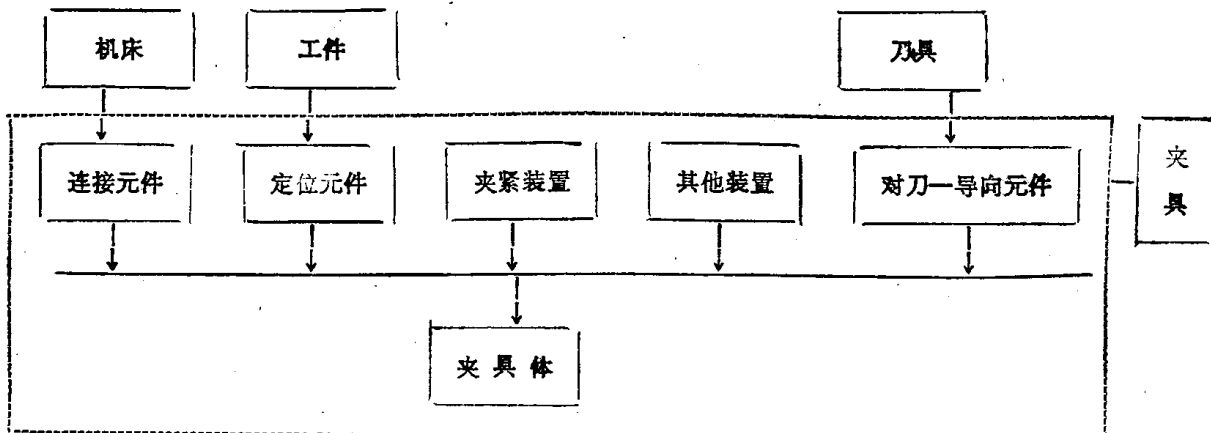 机床
工件
刀具
连接元件
定位元件
夹紧装置
其他装置
对刀一导向元件
夹
具
夹具体